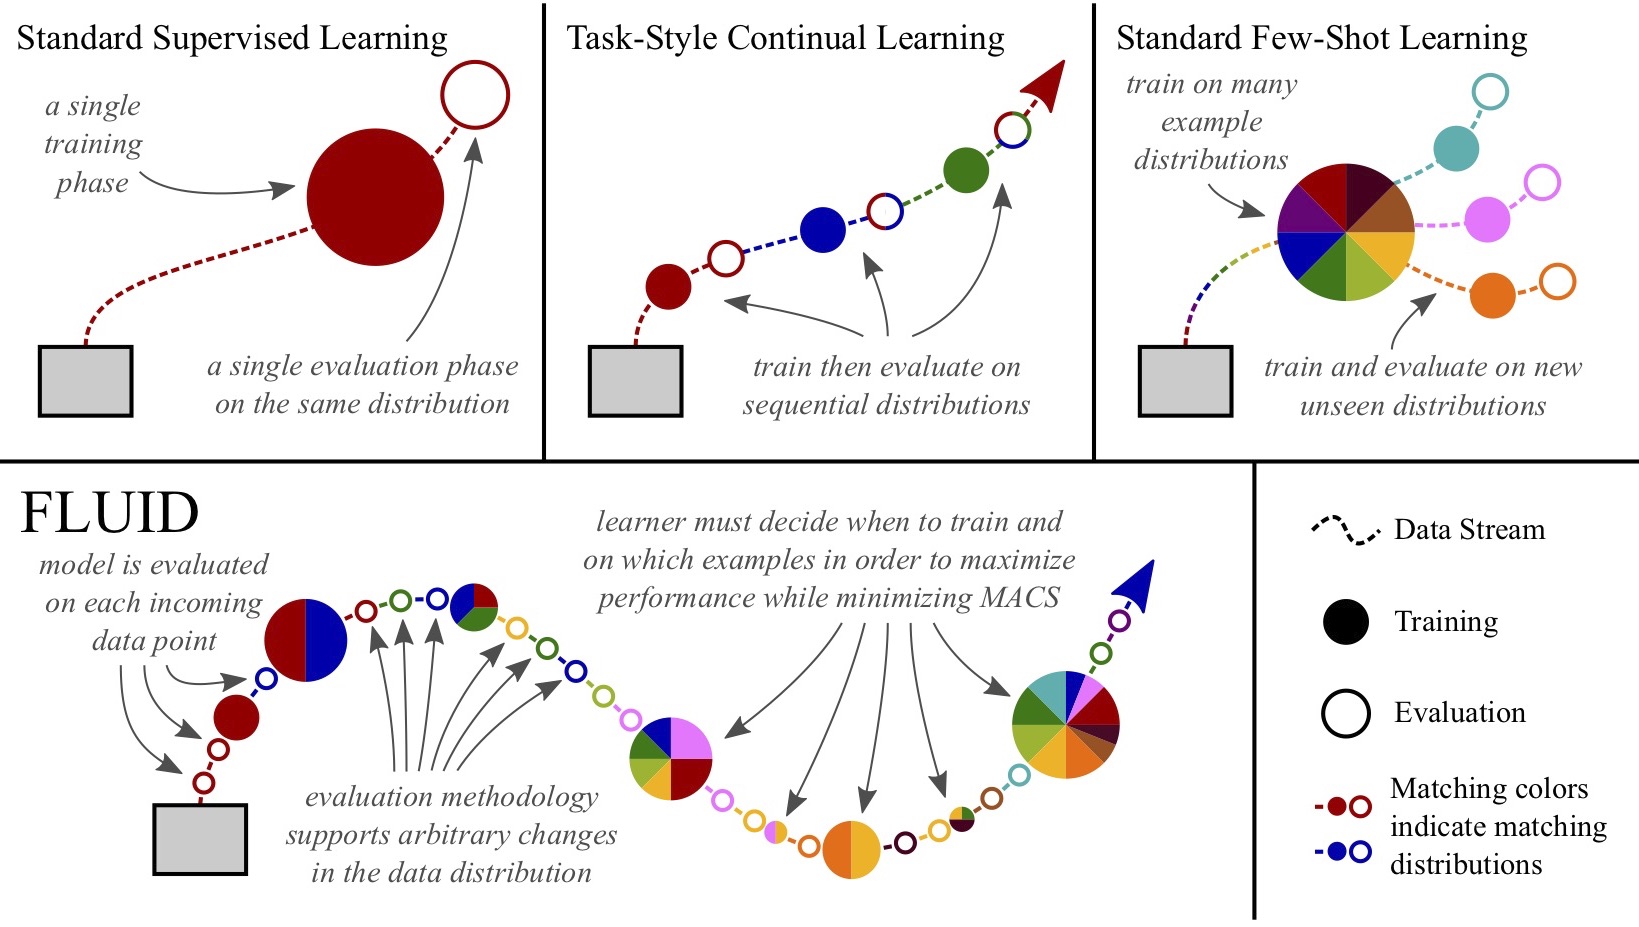 Standard Supervised Learning
a single
training
phase
a single evaluation phase
on the same distribution
Task-Style Continual Learning
train then evaluate on
sequential distributions
Standard Few-Shot Learning
train on many
example
distributions
train and evaluate on new
unseen distributions
FLUID
model is evaluated
on each incoming
data point
evaluation methodology
supports arbitrary changes
in the data distribution
learner must decide when to train and
on which examples in order to maximize
performance while minimizing MACS
Data Stream
Training
Evaluation
Matching colors
indicate matching
distributions